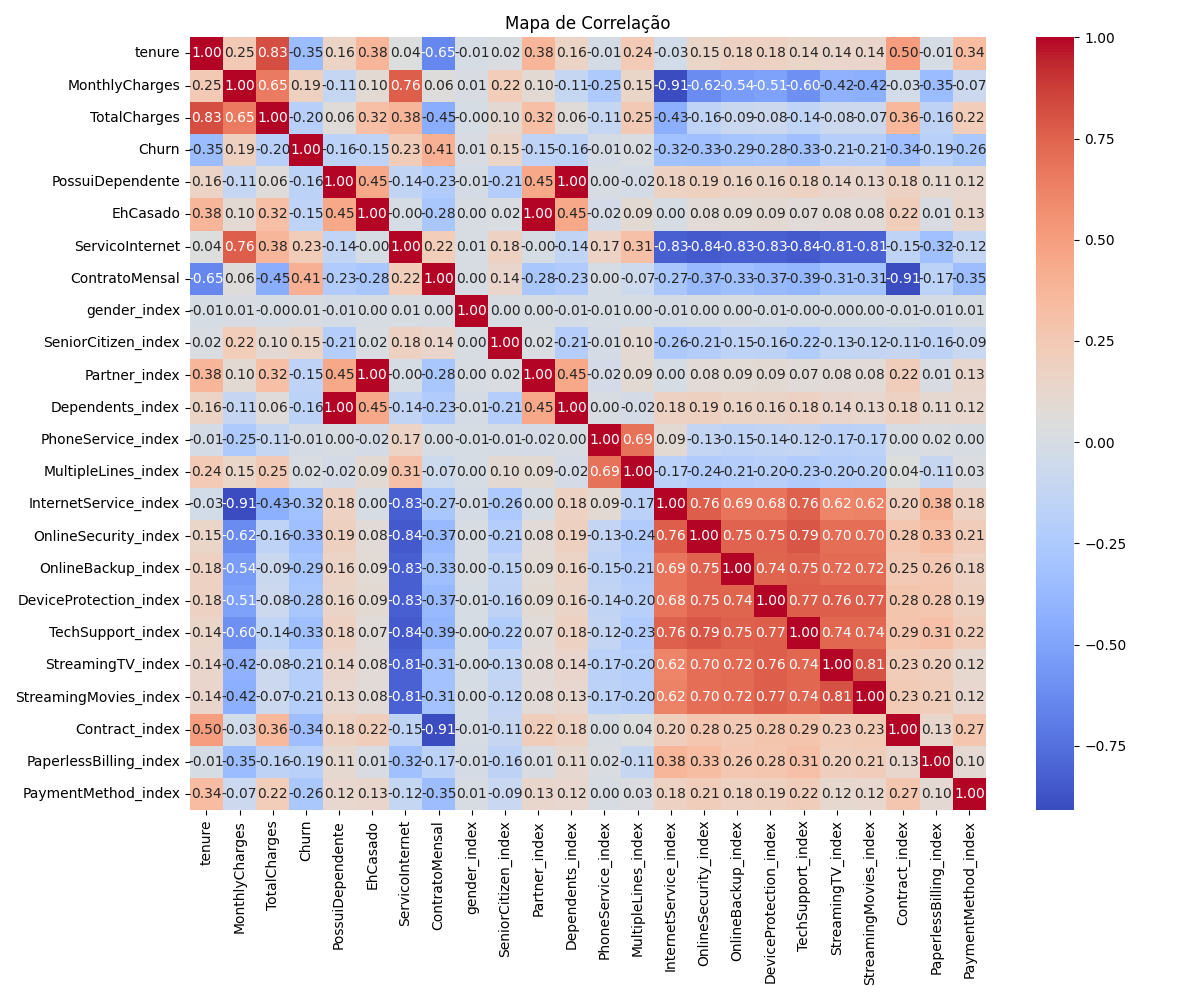 Mapa de Correlação
tenure 1.00 0.25 0.83 -0.35 0.16 0.38 0.04 -0.65 -0.01 0.02 0.38 0.16 -0.01 0.24 -0.03 0.15 0.18 0.18 0.14 0.14 0.14 0.50 -0.01 0.34
MonthlyCharges 0.25 1.00 0.65 0.19 -0.11 0.10 0.76 0.06 0.01 0.22 0.10 -0.11 -0.25 0.15 -0.91 -0.62 -0.54 -0.51 -0.60 -0.42 -0.42 -0.03 -0.35 -0.07
TotalCharges 0.83 0.65 1.00 -0.20 0.06 0.32 0.38 -0.45 -0.00 0.10 0.32 0.06 -0.11 0.25 -0.43 -0.16 -0.09 -0.08 -0.14 -0.08 -0.07 0.36 -0.16 0.22
Churn -0.35 0.19 -0.20 1.00 -0.16 -0.15 0.23 0.41 0.01 0.15 -0.15 -0.16 -0.01 0.02 -0.32 -0.33 -0.29 -0.28 -0.33 -0.21 -0.21 -0.34 -0.19 -0.26
PossuiDependente 0.16 -0.11 0.06 -0.16 1.00 0.45 -0.14 -0.23 -0.01 -0.21 0.45 1.00 0.00 -0.02 0.18 0.19 0.16 0.16 0.18 0.14 0.13 0.18 0.11 0.12
EhCasado 0.38 0.10 0.32 -0.15 0.45 1.00 -0.00 -0.28 0.00 0.02 1.00 0.45 -0.02 0.09 0.00 0.08 0.09 0.09 0.07 0.08 0.08 0.22 0.01 0.13
ServicoInternet 0.04 0.76 0.38 0.23 -0.14 -0.00 1.00 0.22 0.01 0.18 -0.00 -0.14 0.17 0.31 -0.83 -0.84 -0.83 -0.83 -0.84 -0.81 -0.81 -0.15 -0.32 -0.12
ContratoMensal -0.65 0.06 -0.45 0.41 -0.23 -0.28 0.22 1.00 0.00 0.14 -0.28 -0.23 0.00 -0.07 -0.27 -0.37 -0.33 -0.37 -0.39 -0.31 -0.31 -0.91 -0.17 -0.35
gender_index -0.01 0.01 -0.00 0.01 -0.01 0.00 0.01 0.00 1.00 0.00 0.00 -0.01 -0.01 0.00 -0.01 0.00 0.00 -0.01 -0.00 -0.00 0.00 -0.01 -0.01 0.01
SeniorCitizen_index 0.02 0.22 0.10 0.15 -0.21 0.02 0.18 0.14 0.00 1.00 0.02 -0.21 -0.01 0.10 -0.26 -0.21 -0.15 -0.16 -0.22 -0.13 -0.12 -0.11 -0.16 -0.09
Partner_index 0.38 0.10 0.32 -0.15 0.45 1.00 -0.00 -0.28 0.00 0.02 1.00 0.45 -0.02 0.09 0.00 0.08 0.09 0.09 0.07 0.08 0.08 0.22 0.01 0.13
Dependents_index 0.16 -0.11 0.06 -0.16 1.00 0.45 -0.14 -0.23 -0.01 -0.21 0.45 1.00 0.00 -0.02 0.18 0.19 0.16 0.16 0.18 0.14 0.13 0.18 0.11 0.12
PhoneService_index -0.01 -0.25 -0.11 -0.01 0.00 -0.02 0.17 0.00 -0.01 -0.01 -0.02 0.00 1.00 0.69 0.09 -0.13 -0.15 -0.14 -0.12 -0.17 -0.17 0.00 0.02 0.00
MultipleLines_index 0.24 0.15 0.25 0.02 -0.02 0.09 0.31 -0.07 0.00 0.10 0.09 -0.02 0.69 1.00 -0.17 -0.24 -0.21 -0.20 -0.23 -0.20 -0.20 0.04 -0.11 0.03
InternetService_index -0.03 -0.91 -0.43 -0.32 0.18 0.00 -0.83 -0.27 -0.01 -0.26 0.00 0.18 0.09 -0.17 1.00 0.76 0.69 0.68 0.76 0.62 0.62 0.20 0.38 0.18
OnlineSecurity_index 0.15 -0.62 -0.16 -0.33 0.19 0.08 -0.84 -0.37 0.00 -0.21 0.08 0.19 -0.13 -0.24 0.76 1.00 0.75 0.75 0.79 0.70 0.70 0.28 0.33 0.21
OnlineBackup_index 0.18 -0.54 -0.09 -0.29 0.16 0.09 -0.83 -0.33 0.00 -0.15 0.09 0.16 -0.15 -0.21 0.69 0.75 1.00 0.74 0.75 0.72 0.72 0.25 0.26 0.18
DeviceProtection_index 0.18 -0.51 -0.08 -0.28 0.16 0.09 -0.83 -0.37 -0.01 -0.16 0.09 0.16 -0.14 -0.20 0.68 0.75 0.74 1.00 0.77 0.76 0.77 0.28 0.28 0.19
TechSupport_index 0.14 -0.60 -0.14 -0.33 0.18 0.07 -0.84 -0.39 -0.00 -0.22 0.07 0.18 -0.12 -0.23 0.76 0.79 0.75 0.77 1.00 0.74 0.74 0.29 0.31 0.22
StreamingTV_index 0.14 -0.42 -0.08 -0.21 0.14 0.08 -0.81 -0.31 -0.00 -0.13 0.08 0.14 -0.17 -0.20 0.62 0.70 0.72 0.76 0.74 1.00 0.81 0.23 0.20 0.12
StreamingMovies_index 0.14 -0.42 -0.07 -0.21 0.13 0.08 -0.81 -0.31 0.00 -0.12 0.08 0.13 -0.17 -0.20 0.62 0.70 0.72 0.77 0.74 0.81 1.00 0.23 0.21 0.12
Contract_index 0.50 -0.03 0.36 -0.34 0.18 0.22 -0.15 -0.91 -0.01 -0.11 0.22 0.18 0.00 0.04 0.20 0.28 0.25 0.28 0.29 0.23 0.23 1.00 0.13 0.27
PaperlessBilling_index -0.01 -0.35 -0.16 -0.19 0.11 0.01 -0.32 -0.17 -0.01 -0.16 0.01 0.11 0.02 -0.11 0.38 0.33 0.26 0.28 0.31 0.20 0.21 0.13 1.00 0.10
PaymentMethod_index 0.34 -0.07 0.22 -0.26 0.12 0.13 -0.12 -0.35 0.01 -0.09 0.13 0.12 0.00 0.03 0.18 0.21 0.18 0.19 0.22 0.12 0.12 0.27 0.10 1.00
tenure
MonthlyCharges
TotalCharges
Churn
PossuiDependente
EhCasado
ServicoInternet
ContratoMensal
gender_index
SeniorCitizen_index
Partner_index
Dependents_index
PhoneService_index
MultipleLines_index
InternetService_index
OnlineSecurity_index
OnlineBackup_index
DeviceProtection_index
TechSupport_index
StreamingTV_index
StreamingMovies_index
Contract_index
PaperlessBilling_index
PaymentMethod_index
1.00
0.75
0.50
0.25
0.00
−0.25
−0.50
−0.75